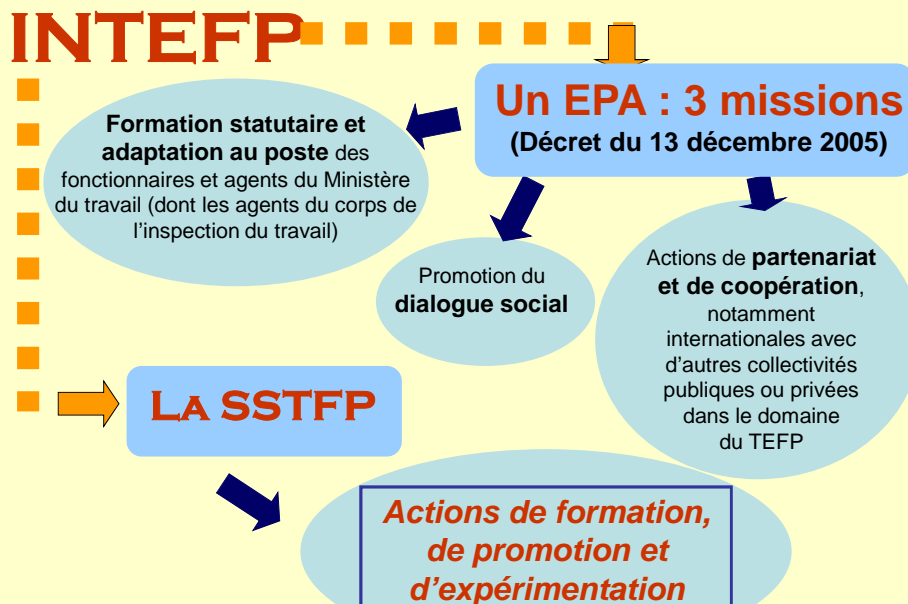 INTEFP
Un EPA : 3 missions
(Décret du 13 décembre 2005)
Formation statutaire et
adaptation au poste des
fonctionnaires et agents du Ministère
du travail (dont les agents du corps de
l'inspection du travail)
Promotion du
dialogue social
Actions de partenariat
et de coopération,
notamment
internationales avec
d'autres collectivités
publiques ou privées
dans le domaine
du TEFP
LA SSTFP
Actions de formation,
de promotion et
d'expérimentation